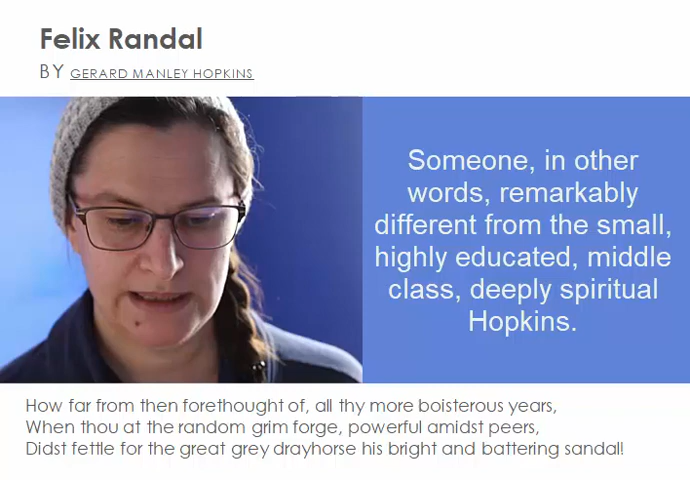 Felix Randal
BY GERARD MANLEY HOPKINS
Someone, in other
words, remarkably
different from the small,
highly educated, middle
class, deeply spiritual
Hopkins.
How far from then forethought of, all thy more boisterous years,
When thou at the random grim forge, powerful amidst peers,
Didst fettle for the great grey drayhorse his bright and battering sandal!